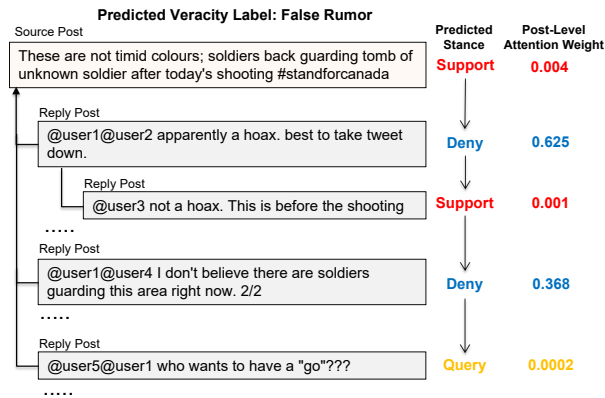 Predicted Veracity Label: False Rumor
Predicted Stance
Post-Level Attention Weight
Source Post
These are not timid colours; soldiers back guarding tomb of
unknown soldier after today's shooting #standforcanada
Support
0.004
Reply Post
@user1@user2 apparently a hoax. best to take tweet
down.
Deny
0.625
Reply Post
@user3 not a hoax. This is before the shooting
Support
0.001
.....
Reply Post
@user1@user4 I don't believe there are soldiers
guarding this area right now. 2/2
Deny
0.368
.....
Reply Post
@user5@user1 who wants to have a "go"???
Query
0.0002
.....